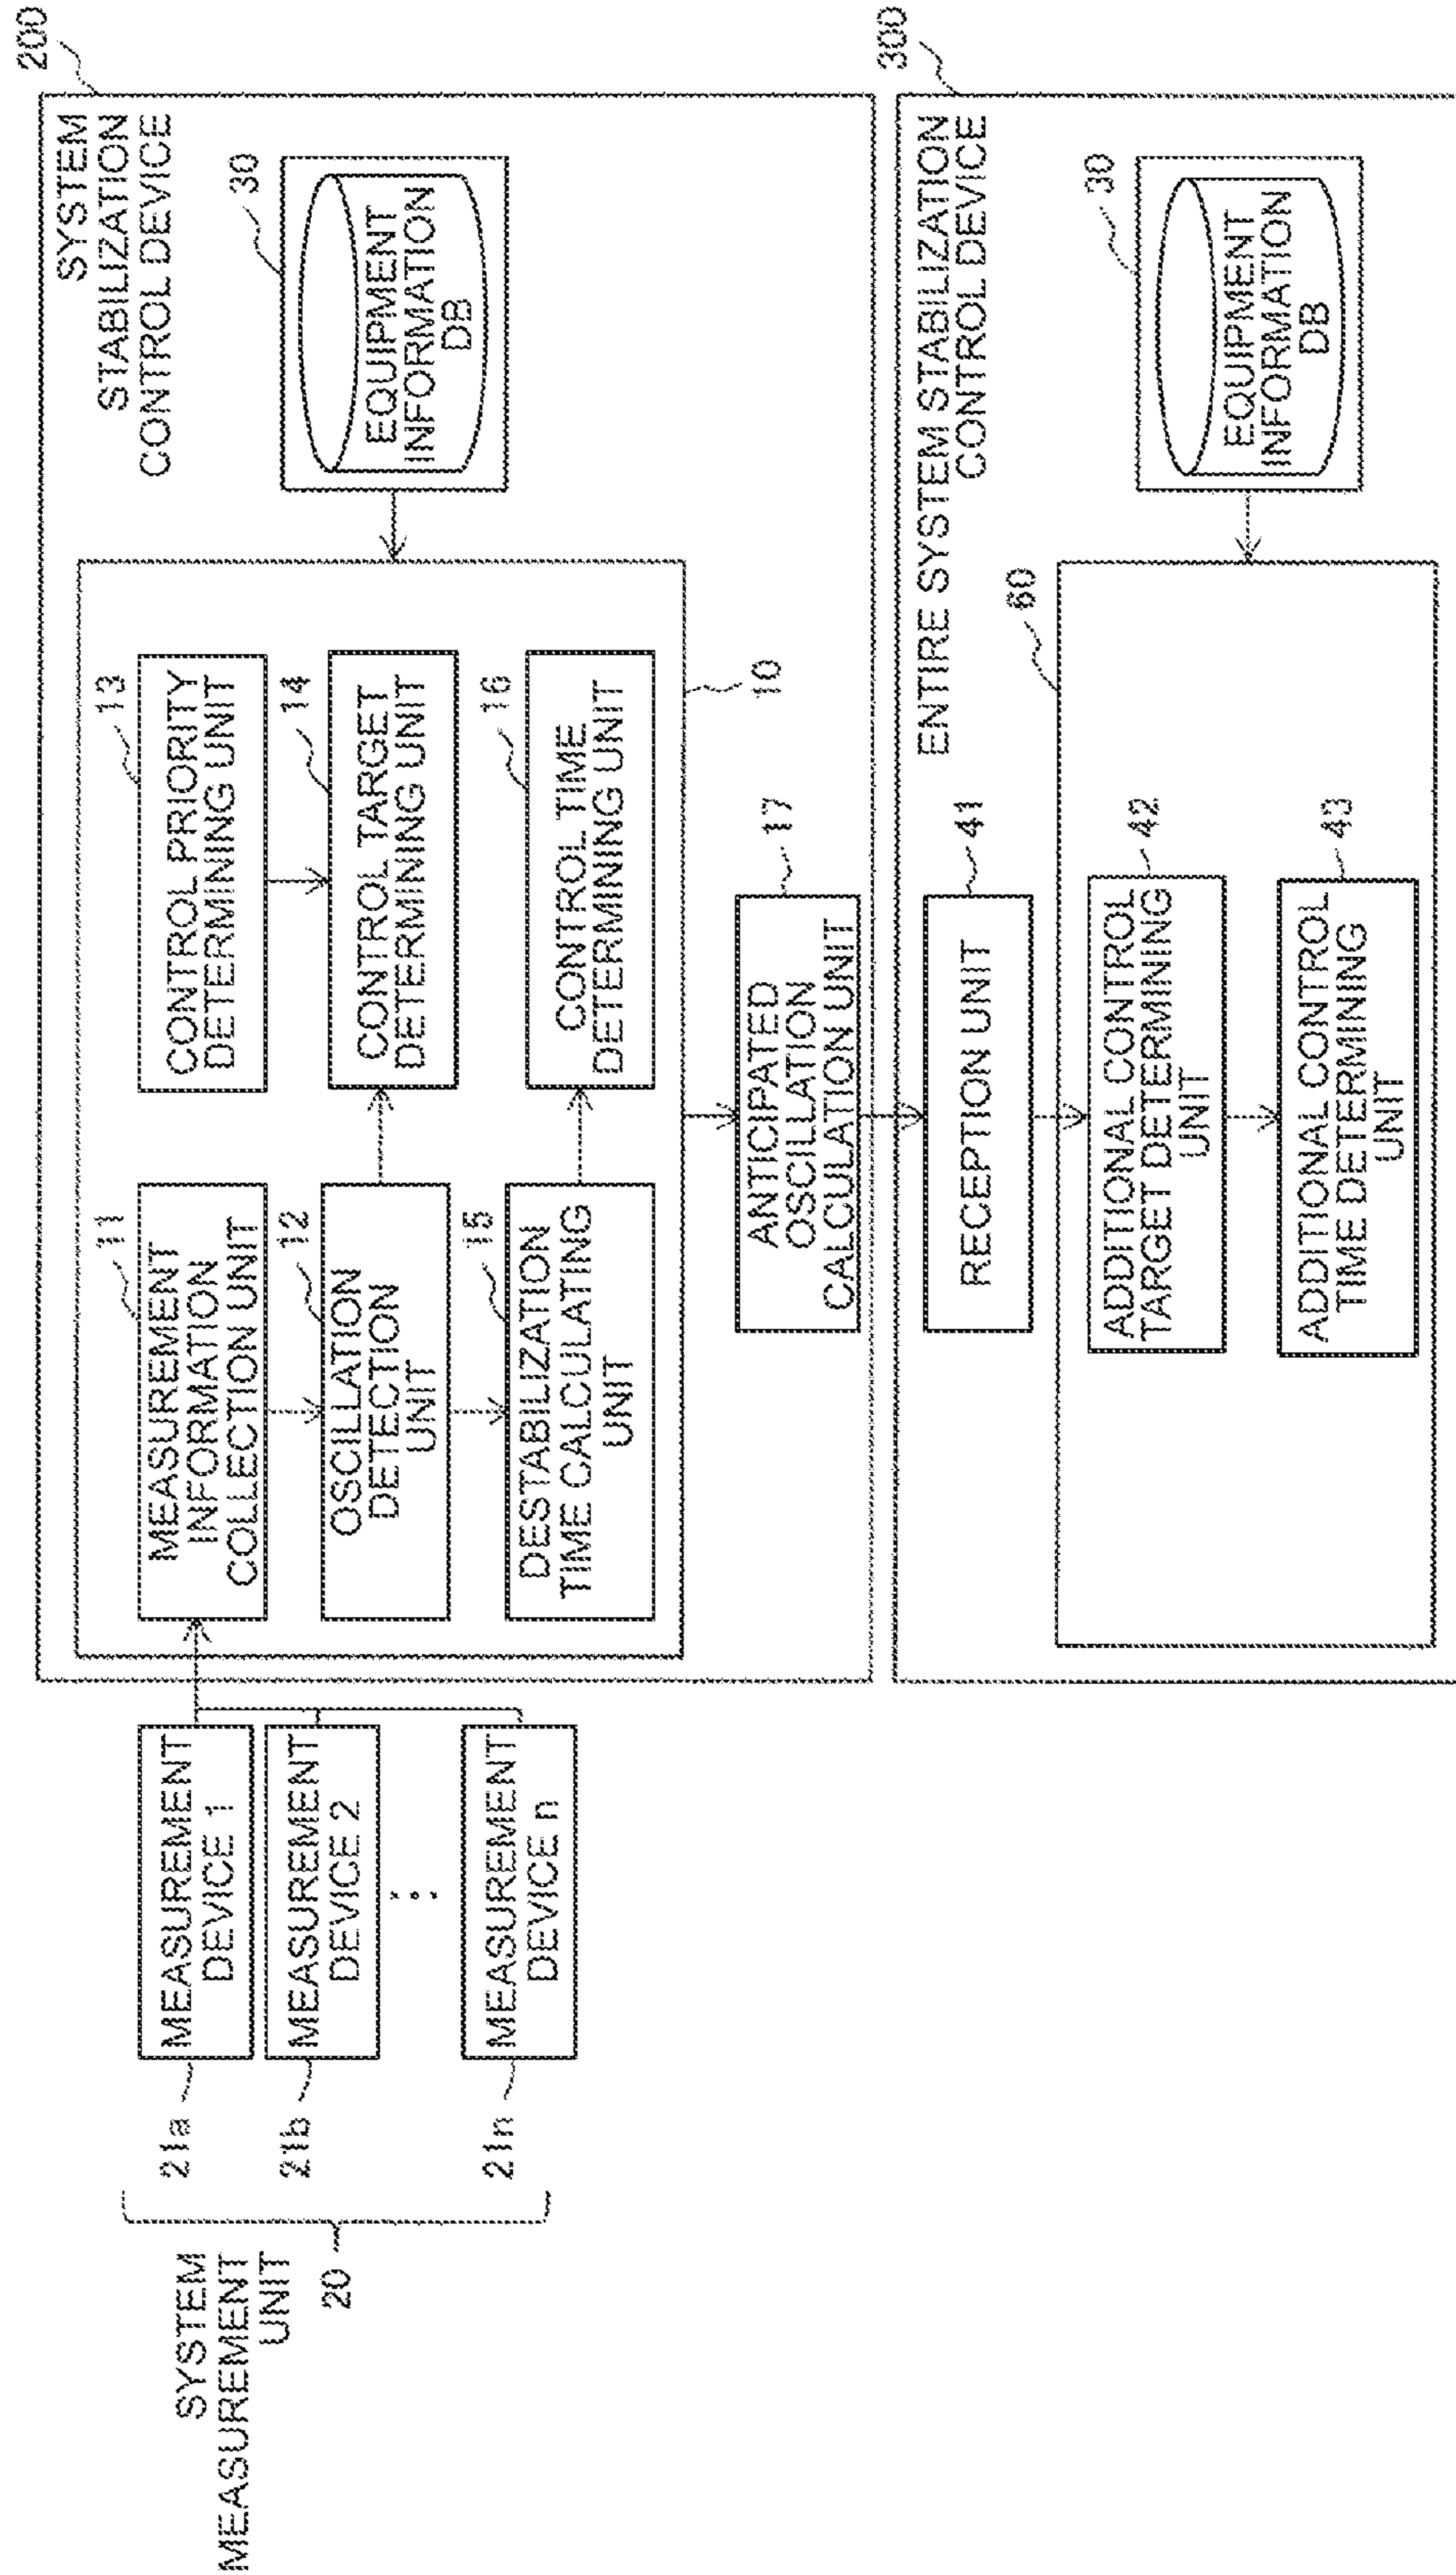 SYSTEM
MEASUREMENT
UNIT
20
21a
21b
21n
MEASUREMENT
DEVICE 1
MEASUREMENT
DEVICE 2
MEASUREMENT
DEVICE n
200
SYSTEM
STABILIZATION
CONTROL DEVICE
11
MEASUREMENT
INFORMATION
COLLECTION UNIT
12
OSCILLATION
DETECTION
UNIT
15
DESTABILIZATION
TIME CALCULATING
UNIT
13
CONTROL PRIORITY
DETERMINING UNIT
14
CONTROL TARGET
DETERMINING UNIT
16
CONTROL TIME
DETERMINING UNIT
10
30
EQUIPMENT
INFORMATION
DB
17
ANTICIPATED
OSCILLATION
CALCULATION UNIT
300
ENTIRE SYSTEM STABILIZATION
CONTROL DEVICE
41
RECEPTION UNIT
60
42
ADDITIONAL CONTROL
TARGET DETERMINING
UNIT
43
ADDITIONAL CONTROL
TIME DETERMINING
UNIT
30
EQUIPMENT
INFORMATION
DB